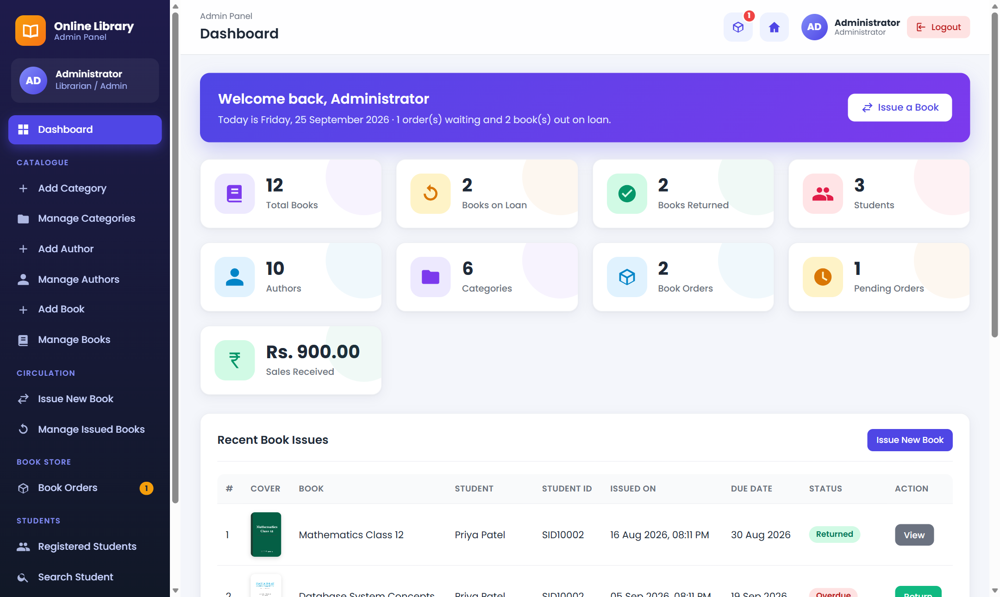 Online Library
Admin Panel
AD
Administrator
Librarian / Admin
Dashboard
CATALOGUE
Add Category
Manage Categories
Add Author
Manage Authors
Add Book
Manage Books
CIRCULATION
Issue New Book
Manage Issued Books
BOOK STORE
Book Orders 1
STUDENTS
Registered Students
Search Student
Admin Panel
Dashboard
1
AD
Administrator
Administrator
Logout
Welcome back, Administrator
Today is Friday, 25 September 2026 · 1 order(s) waiting and 2 book(s) out on loan.
Issue a Book
12
Total Books
2
Books on Loan
2
Books Returned
3
Students
10
Authors
6
Categories
2
Book Orders
1
Pending Orders
₹
Rs. 900.00
Sales Received
Recent Book Issues
Issue New Book
# COVER BOOK STUDENT STUDENT ID ISSUED ON DUE DATE STATUS ACTION
Mathematics
Class 12
1 Mathematics Class 12 Priya Patel SID10002 16 Aug 2026, 08:11 PM 30 Aug 2026 Returned View
DATABASE
2 Database System Concepts Priya Patel SID10002 05 Sep 2026, 08:11 PM 19 Sep 2026 Overdue Return